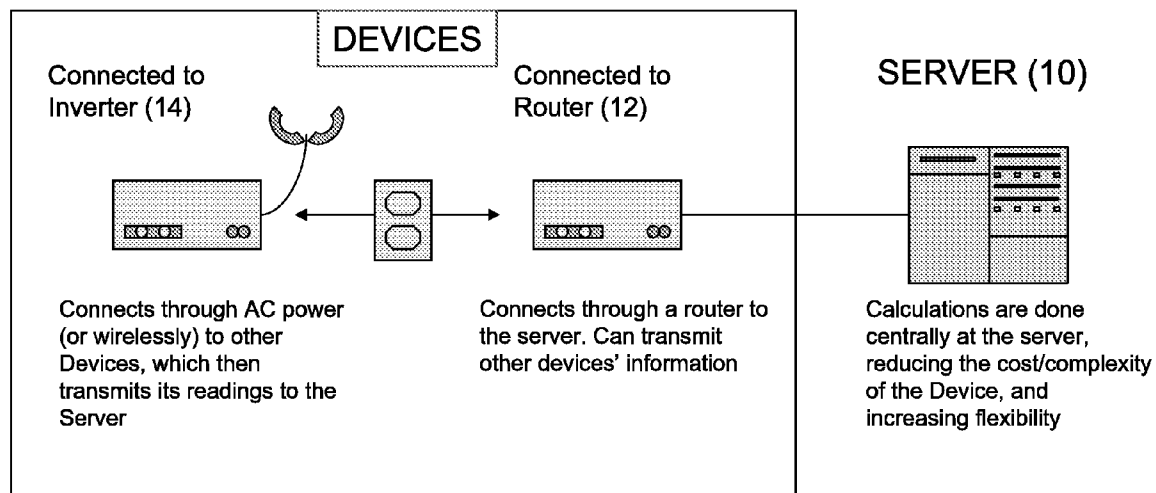 DEVICES
Connected to
Inverter (14)
Connected to
Router (12)
SERVER (10)
Connects through AC power
(or wirelessly) to other
Devices, which then
transmits its readings to the
Server
Connects through a router to
the server. Can transmit
other devices' information
Calculations are done
centrally at the server,
reducing the cost/complexity
of the Device, and
increasing flexibility